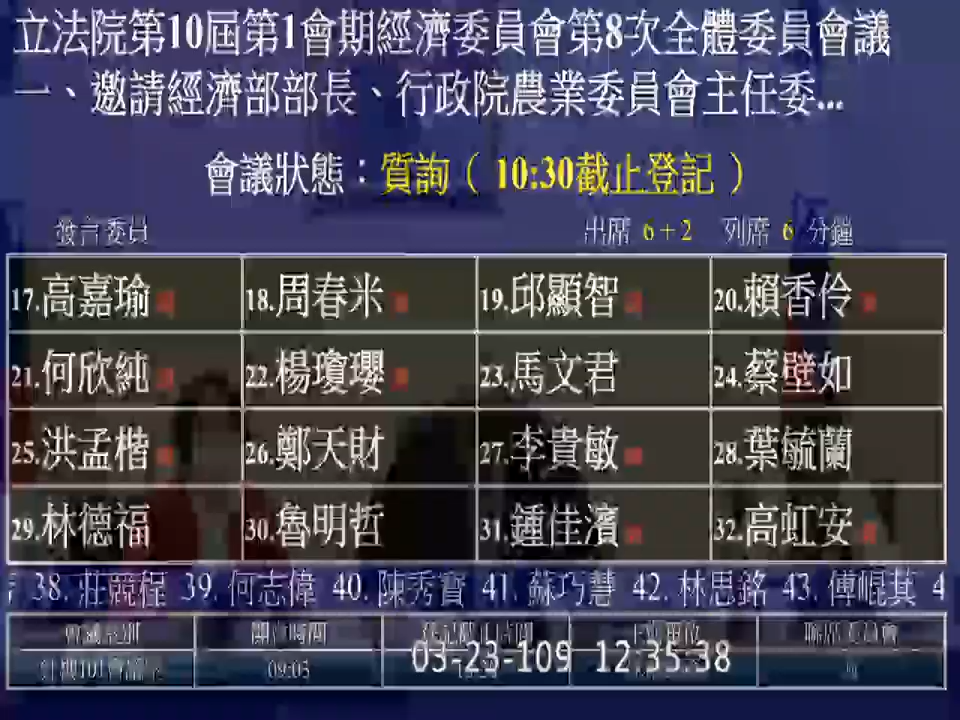 立法院第10屆第1會期經濟委員會第8次全體委員會議
一、邀請經濟部部長、行政院農業委員會主任委...
會議狀態：質詢（10:30截止登記）
發言委員 出席 6+2 列席 6 分鐘
17.高嘉瑜 18.周春米 19.邱顯智 20.賴香伶
21.何欣純 22.楊瓊瓔 23.馬文君 24.蔡壁如
25.洪孟楷 26.鄭天財 27.李貴敏 28.葉毓蘭
29.林德福 30.魯明哲 31.鍾佳濱 32.高虹安
38. 莊競程 39. 何志偉 40. 陳秀寳 41. 蘇巧慧 42. 林思銘 43. 傅崐萁 4
開會時間
09:03
03-23-109 12:35:38